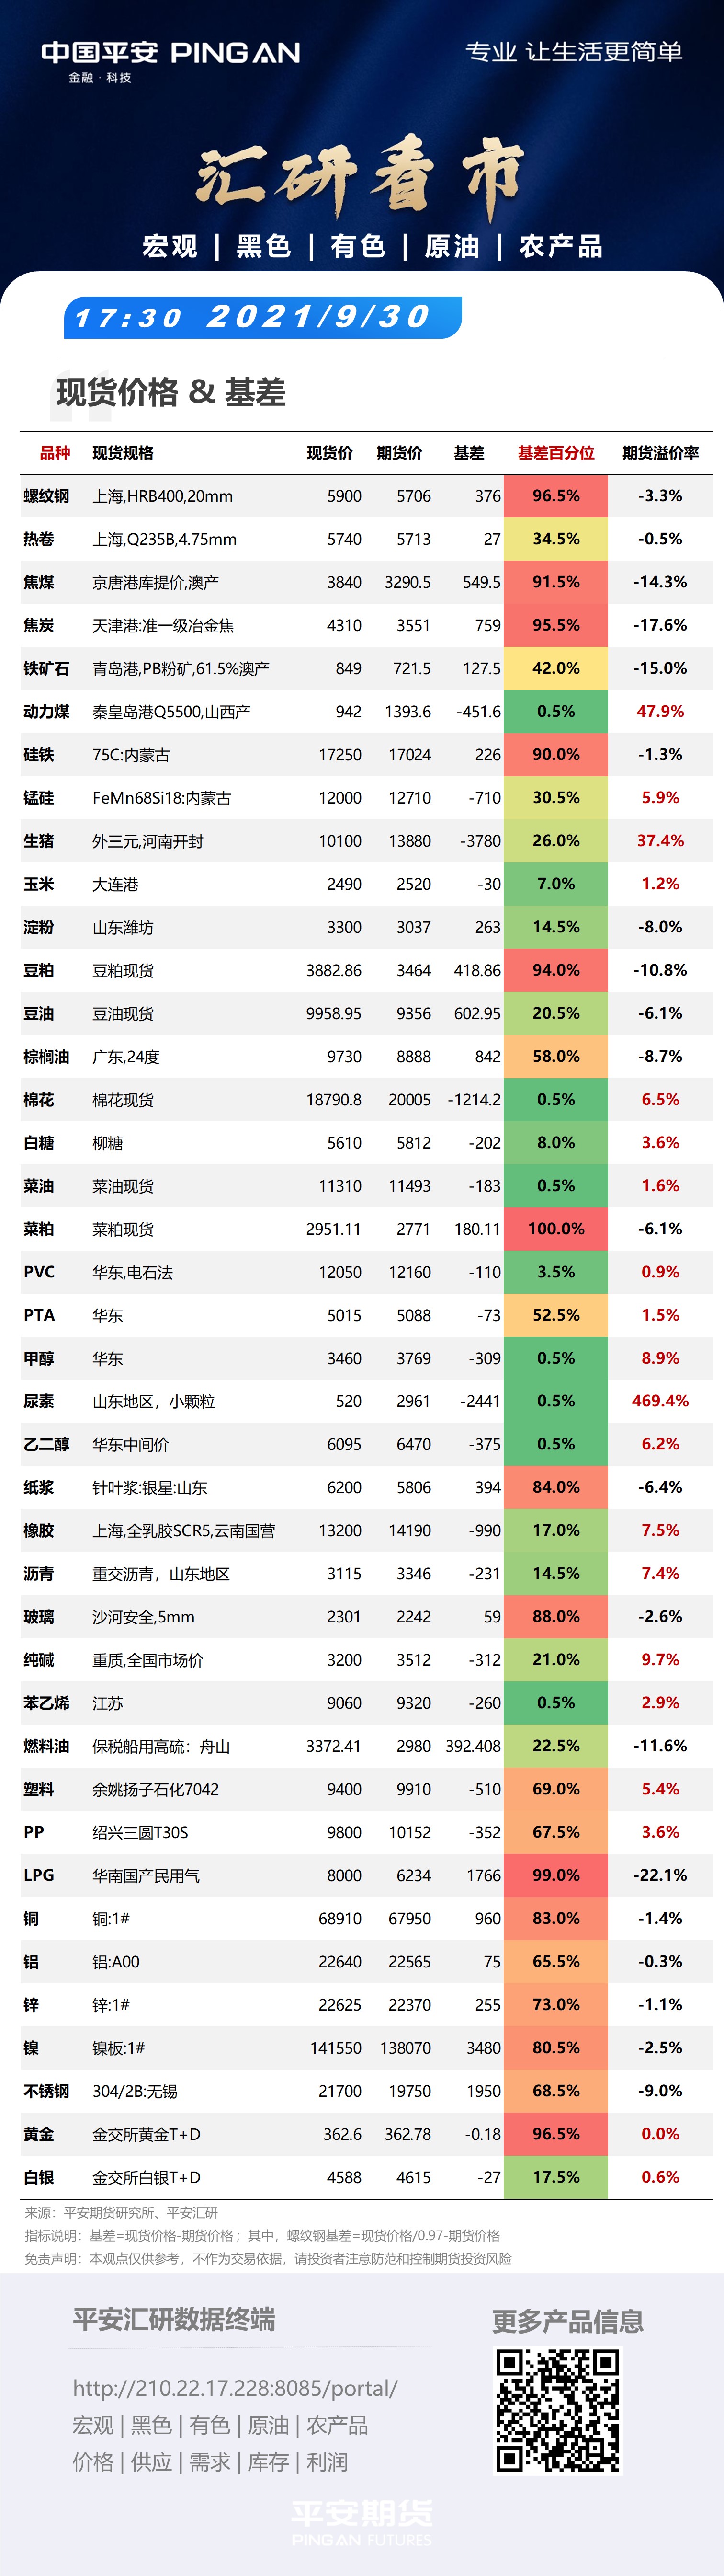 中国平安 PING AN
金融·科技
专业 让生活更简单
汇研看市
宏观 | 黑色 | 有色 | 原油 | 农产品
17:30 2021/9/30
现货价格 & 基差
品种 现货规格 现货价 期货价 基差 基差百分位 期货溢价率
螺纹钢 上海,HRB400,20mm 5900 5706 376 96.5% -3.3%
热卷 上海,Q235B,4.75mm 5740 5713 27 34.5% -0.5%
焦煤 京唐港库提价,澳产 3840 3290.5 549.5 91.5% -14.3%
焦炭 天津港:准一级冶金焦 4310 3551 759 95.5% -17.6%
铁矿石 青岛港,PB粉矿,61.5%澳产 849 721.5 127.5 42.0% -15.0%
动力煤 秦皇岛港Q5500,山西产 942 1393.6 -451.6 0.5% 47.9%
硅铁 75C:内蒙古 17250 17024 226 90.0% -1.3%
锰硅 FeMn68Si18:内蒙古 12000 12710 -710 30.5% 5.9%
生猪 外三元,河南开封 10100 13880 -3780 26.0% 37.4%
玉米 大连港 2490 2520 -30 7.0% 1.2%
淀粉 山东潍坊 3300 3037 263 14.5% -8.0%
豆粕 豆粕现货 3882.86 3464 418.86 94.0% -10.8%
豆油 豆油现货 9958.95 9356 602.95 20.5% -6.1%
棕榈油 广东,24度 9730 8888 842 58.0% -8.7%
棉花 棉花现货 18790.8 20005 -1214.2 0.5% 6.5%
白糖 柳糖 5610 5812 -202 8.0% 3.6%
菜油 菜油现货 11310 11493 -183 0.5% 1.6%
菜粕 菜粕现货 2951.11 2771 180.11 100.0% -6.1%
PVC 华东,电石法 12050 12160 -110 3.5% 0.9%
PTA 华东 5015 5088 -73 52.5% 1.5%
甲醇 华东 3460 3769 -309 0.5% 8.9%
尿素 山东地区，小颗粒 520 2961 -2441 0.5% 469.4%
乙二醇 华东中间价 6095 6470 -375 0.5% 6.2%
纸浆 针叶浆:银星:山东 6200 5806 394 84.0% -6.4%
橡胶 上海,全乳胶SCR5,云南国营 13200 14190 -990 17.0% 7.5%
沥青 重交沥青，山东地区 3115 3346 -231 14.5% 7.4%
玻璃 沙河安全,5mm 2301 2242 59 88.0% -2.6%
纯碱 重质,全国市场价 3200 3512 -312 21.0% 9.7%
苯乙烯 江苏 9060 9320 -260 0.5% 2.9%
燃料油 保税船用高硫：舟山 3372.41 2980 392.408 22.5% -11.6%
塑料 余姚扬子石化7042 9400 9910 -510 69.0% 5.4%
PP 绍兴三圆T30S 9800 10152 -352 67.5% 3.6%
LPG 华南国产民用气 8000 6234 1766 99.0% -22.1%
铜 铜:1# 68910 67950 960 83.0% -1.4%
铝 铝:A00 22640 22565 75 65.5% -0.3%
锌 锌:1# 22625 22370 255 73.0% -1.1%
镍 镍板:1# 141550 138070 3480 80.5% -2.5%
不锈钢 304/2B:无锡 21700 19750 1950 68.5% -9.0%
黄金 金交所黄金T+D 362.6 362.78 -0.18 96.5% 0.0%
白银 金交所白银T+D 4588 4615 -27 17.5% 0.6%
来源：平安期货研究所、平安汇研
指标说明：基差=现货价格-期货价格；其中，螺纹钢基差=现货价格/0.97-期货价格
免责声明：本观点仅供参考，不作为交易依据，请投资者注意防范和控制期货投资风险
平安汇研数据终端
更多产品信息
http://210.22.17.228:8085/portal/
宏观 | 黑色 | 有色 | 原油 | 农产品
价格 | 供应 | 需求 | 库存 | 利润
平安期货
PING AN FUTURES